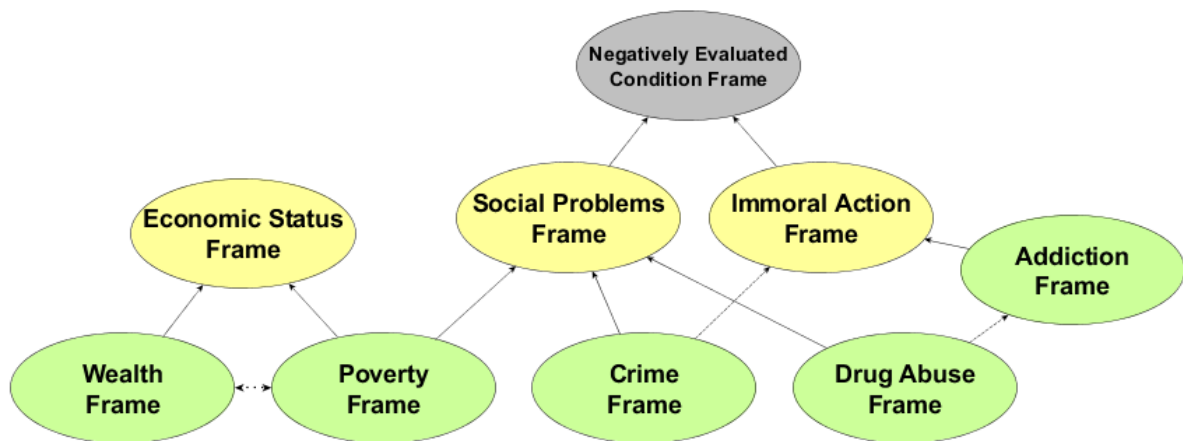 Negatively Evaluated
Condition Frame
Economic Status
Frame
Social Problems
Frame
Immoral Action
Frame
Addiction
Frame
Wealth
Frame
Poverty
Frame
Crime
Frame
Drug Abuse
Frame